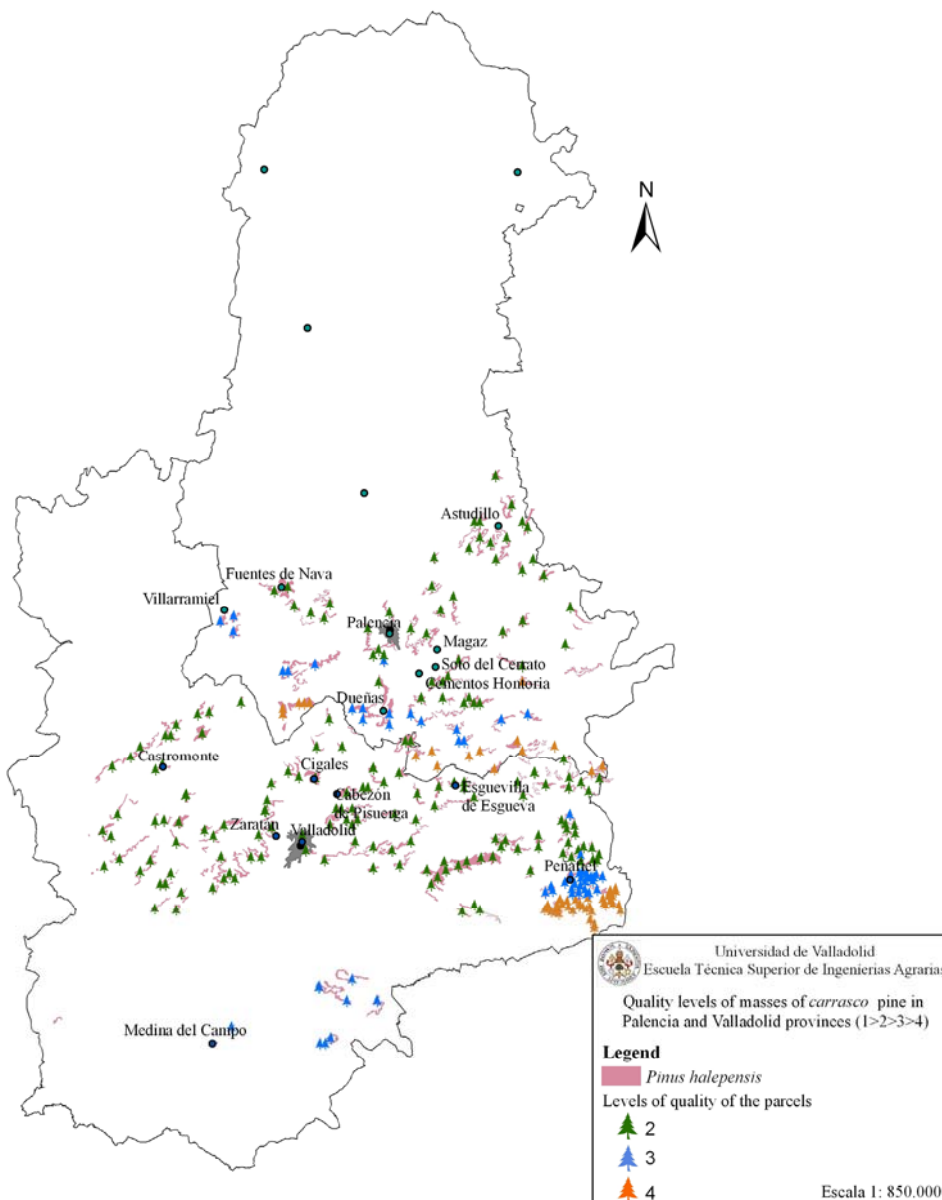 N
Astudillo
Fuentes de Nava
Villarramiel
Palencia
Magaz
Soto del Cerrato
Cementos Hontoria
Dueñas
Castromonte
Cigales
Esguevilla
de Esgueva
Cabezón
de Pisuerga
Zaratán
Valladolid
Peñafiel
Medina del Campo
Universidad de Valladolid
Escuela Técnica Superior de Ingenierias Agrarias
Quality levels of masses of carrasco pine in
Palencia and Valladolid provinces (1>2>3>4)
Legend
Pinus halepensis
Levels of quality of the parcels
2
3
4
Escala 1: 850.000